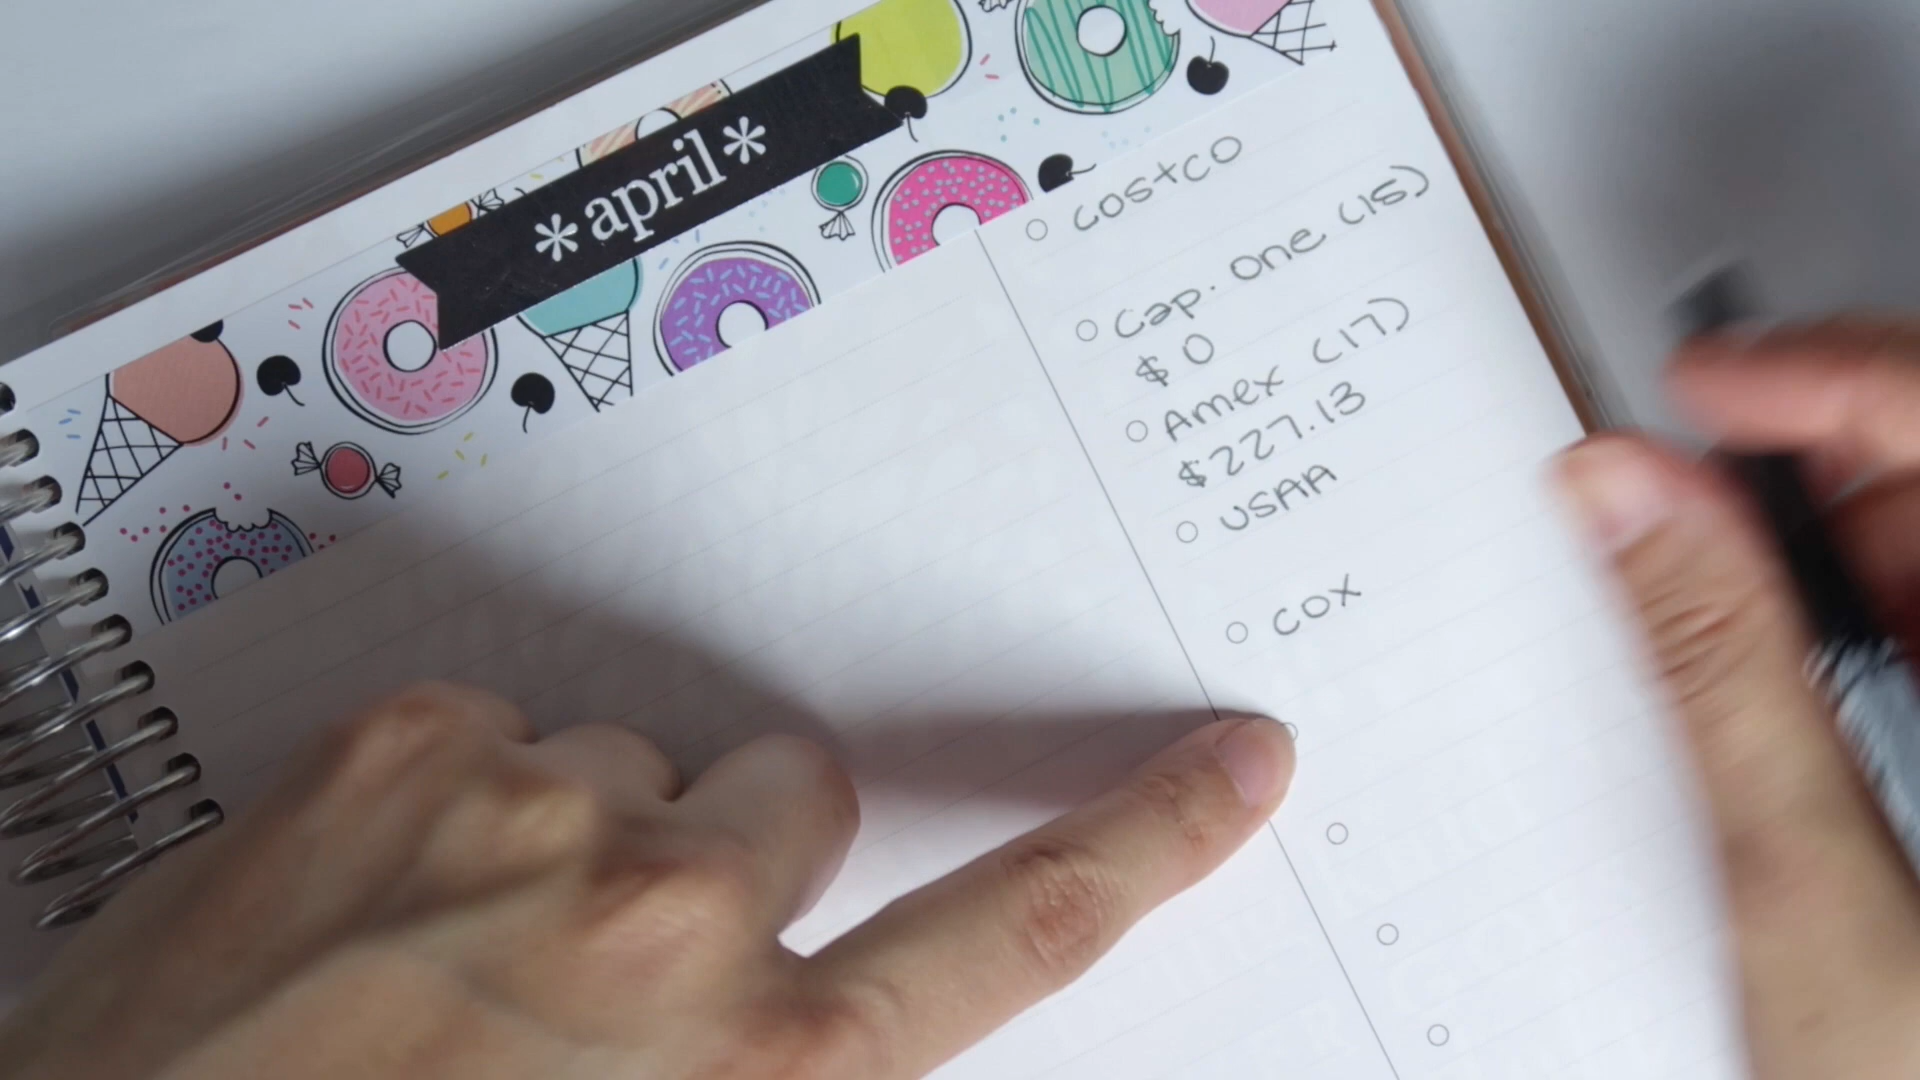 *april*
COSTCO
Cap. One (15)
$0
Amex (17)
$227.13
USAA
COX